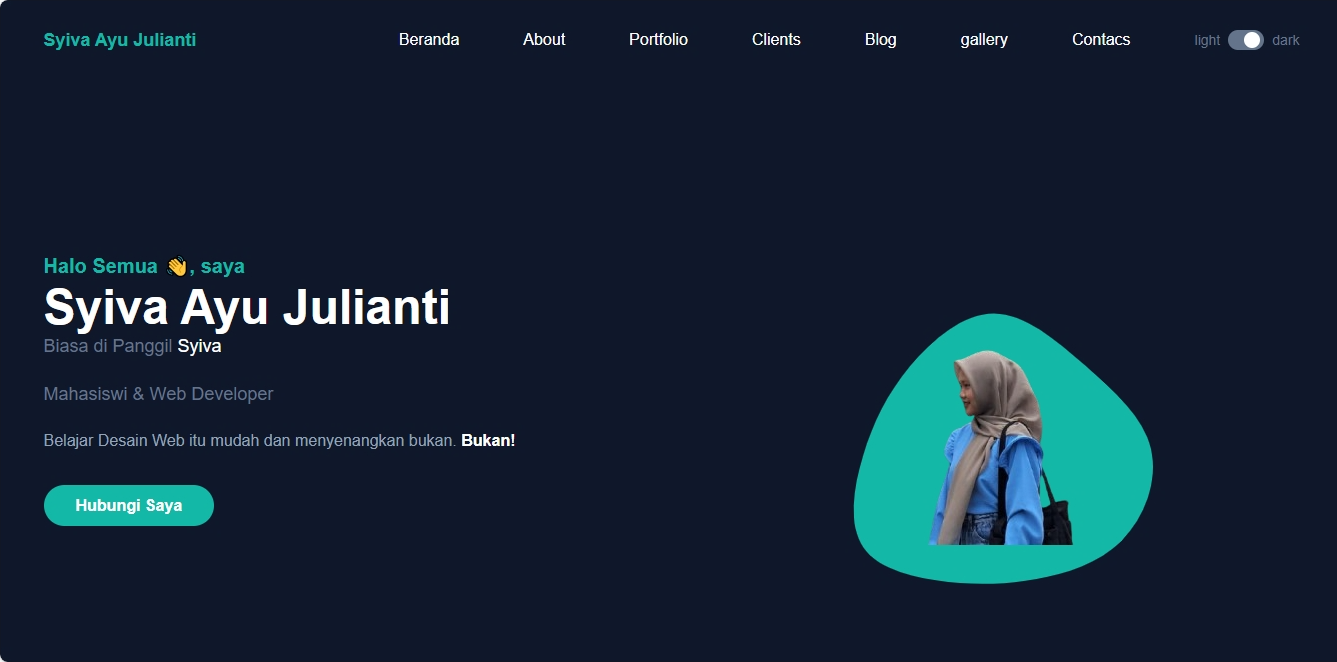 Syiva Ayu Julianti
Beranda
About
Portfolio
Clients
Blog
gallery
Contacs
light
dark
Halo Semua 👋, saya
Syiva Ayu Julianti
Biasa di Panggil Syiva
Mahasiswi & Web Developer
Belajar Desain Web itu mudah dan menyenangkan bukan. Bukan!
Hubungi Saya